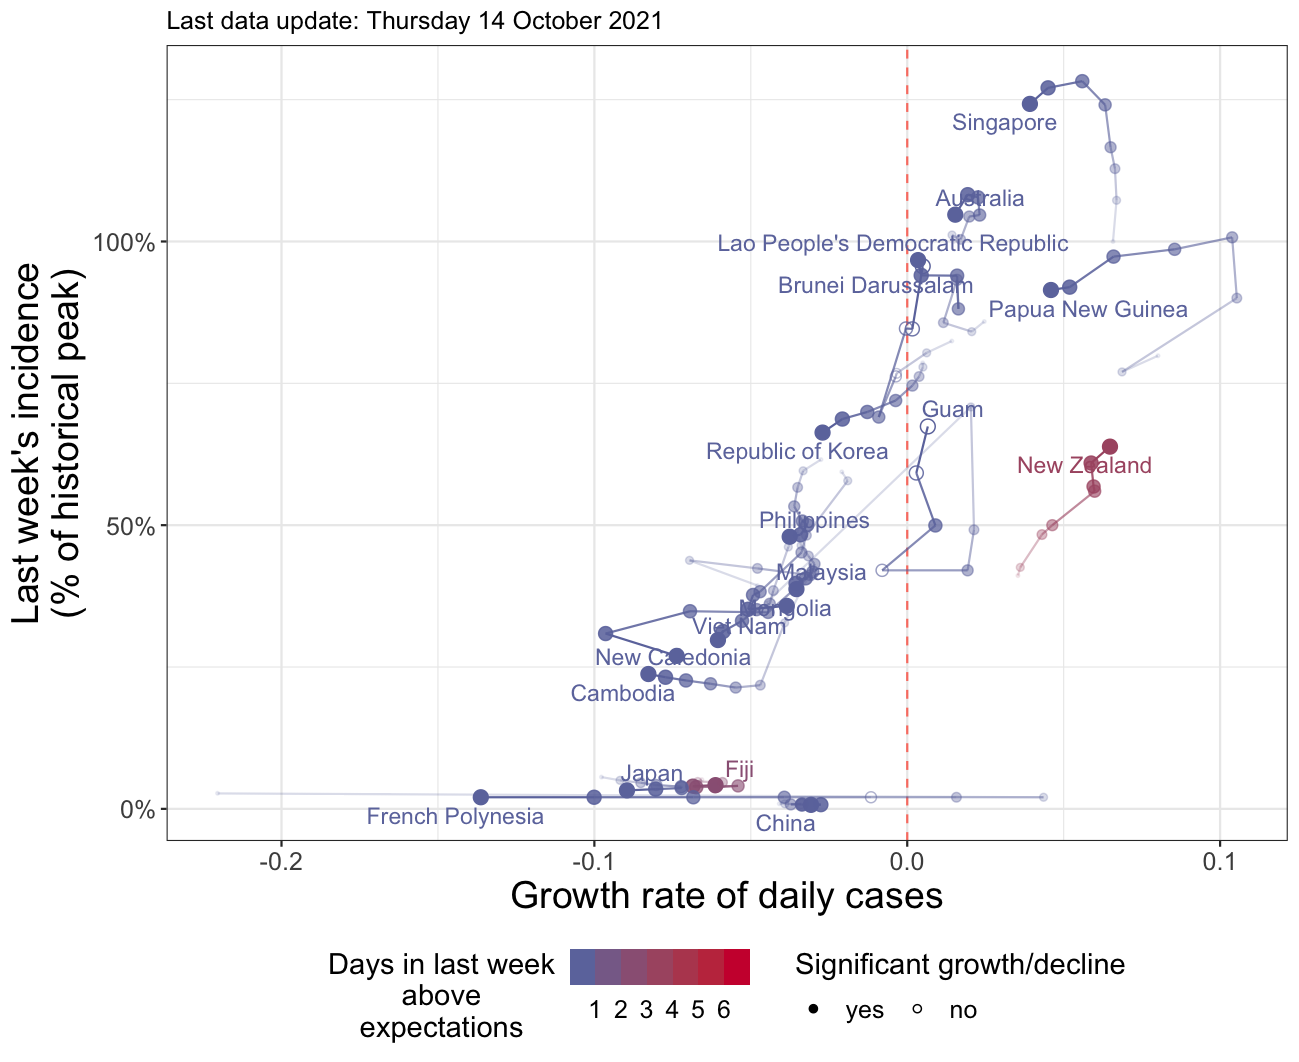 Last data update: Thursday 14 October 2021
Last week's incidence
(% of historical peak)
100%
50%
0%
Singapore
Australia
Lao People's Democratic Republic
Brunei Darussalam
Papua New Guinea
Guam
Republic of Korea
New Zealand
Philippines
Malaysia
Mongolia
Viet Nam
New Caledonia
Cambodia
Japan
Fiji
French Polynesia
China
-0.2
-0.1
0.0
0.1
Growth rate of daily cases
Days in last week
above
expectations
1 2 3 4 5 6
Significant growth/decline
yes
no